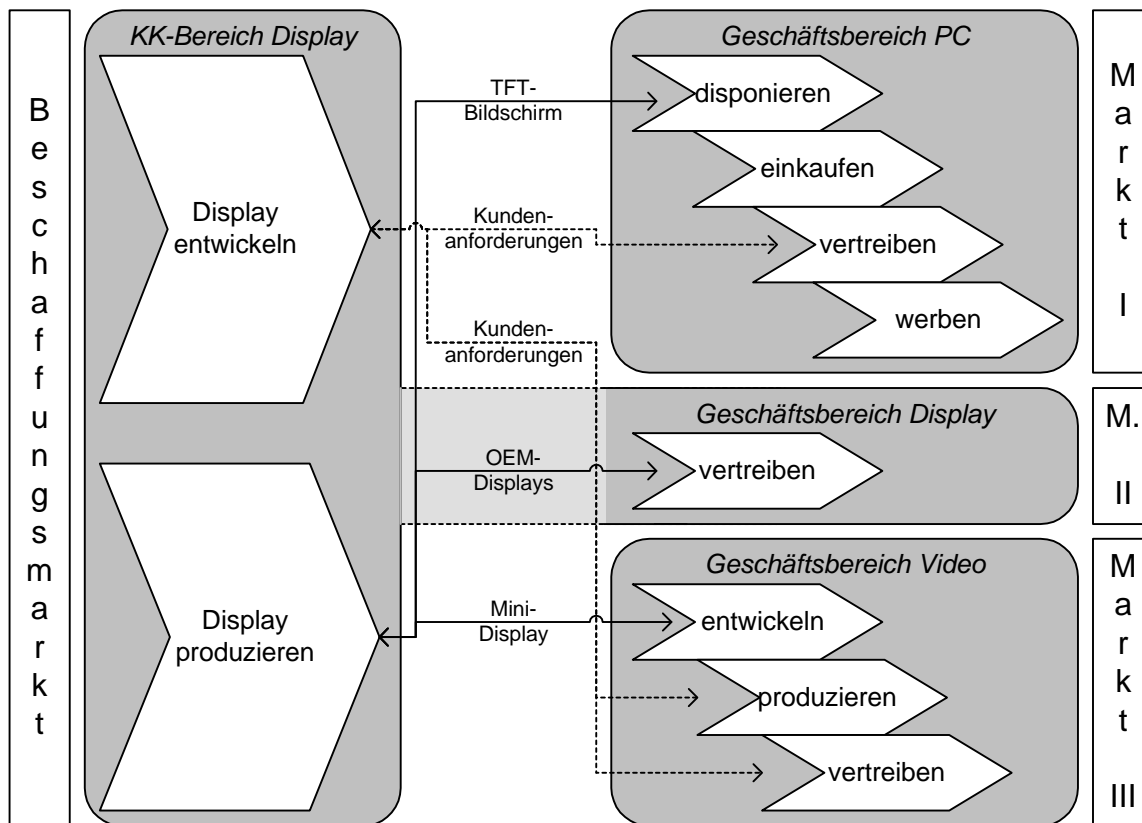 Beschaffungsmarkt
KK-Bereich Display
Display
entwickeln
Display
produzieren
TFT-
Bildschirm
Kunden-
anforderungen
Kunden-
anforderungen
OEM-
Displays
Mini-
Display
Geschäftsbereich PC
disponieren
einkaufen
vertreiben
werben
Geschäftsbereich Display
vertreiben
Geschäftsbereich Video
entwickeln
produzieren
vertreiben
Markt I
M. II
Markt III